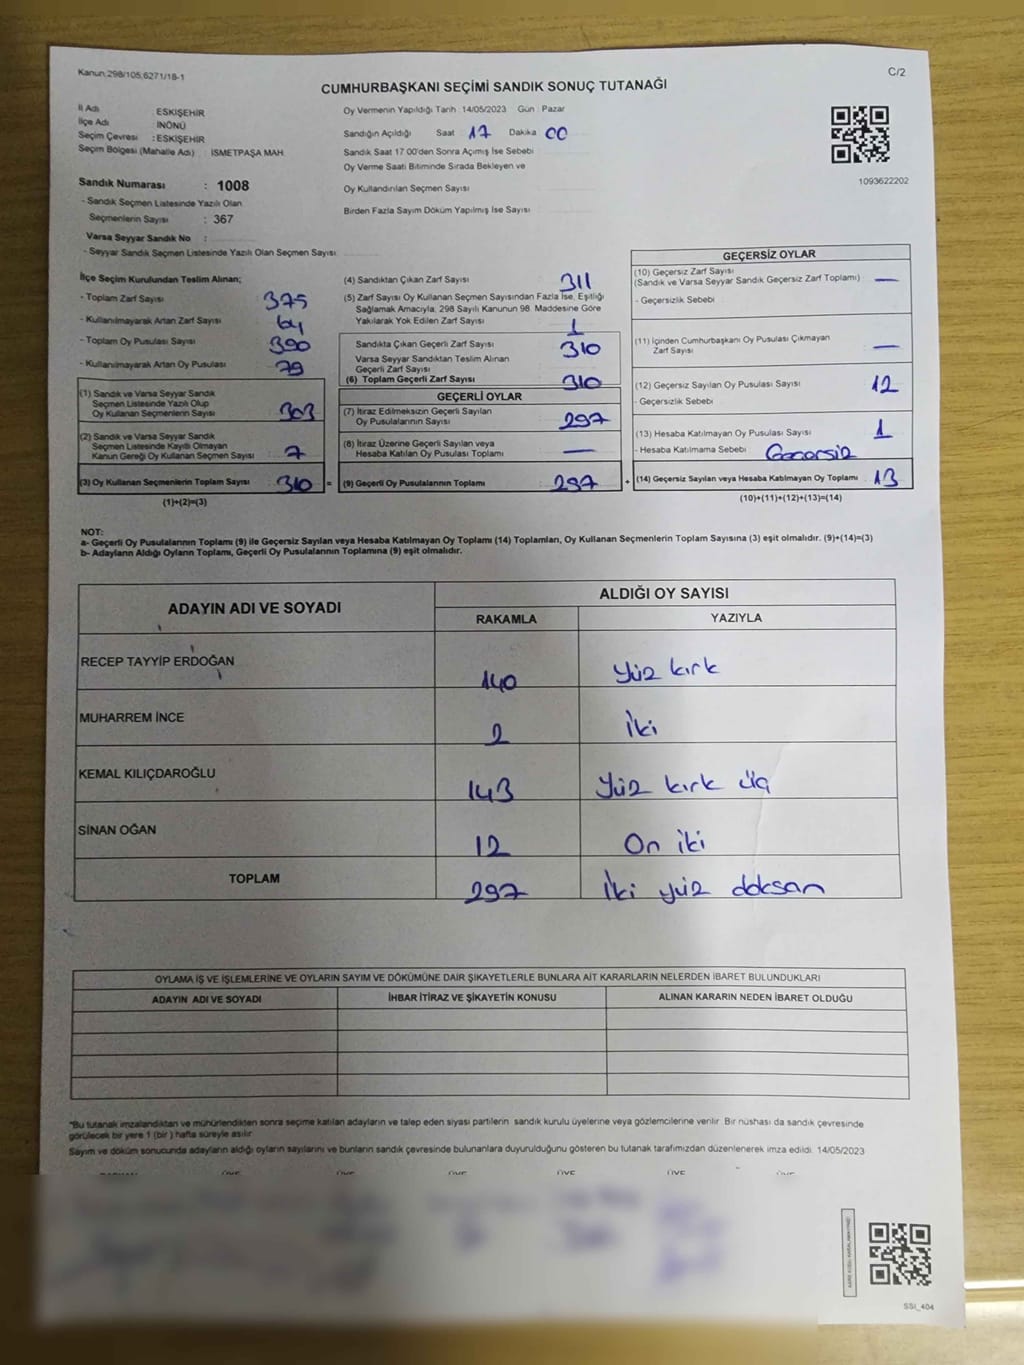 Kanun 298/105,6271/18-1
C/2
CUMHURBAŞKANI SEÇİMİ SANDIK SONUÇ TUTANAĞI
İl Adı ESKİŞEHİR
İlçe Adı İNÖNÜ
Seçim Çevresi : ESKİŞEHİR
Seçim Bölgesi (Mahalle Adı) : İSMETPAŞA MAH.
Sandık Numarası : 1008
- Sandık Seçmen Listesinde Yazılı Olan
Seçmenlerin Sayısı : 367
Varsa Seyyar Sandık No :
- Seyyar Sandık Seçmen Listesinde Yazılı Olan Seçmen Sayısı
Oy Vermenin Yapıldığı Tarih :14/05/2023 Gün : Pazar
Sandığın Açıldığı Saat 17 Dakika 00
Sandık Saat 17:00'den Sonra Açımış İse Sebebi
Oy Verme Saati Bitiminde Sırada Bekleyen ve
Oy Kullandırılan Seçmen Sayısı
Birden Fazla Sayım Döküm Yapılmış İse Sayısı
1093622202
İlçe Seçim Kurulundan Teslim Alınan;
- Toplam Zarf Sayısı 375
- Kullanılmayarak Artan Zarf Sayısı 64
- Toplam Oy Pusulası Sayısı 390
- Kullanılmayarak Artan Oy Pusulası 79
(1) Sandık ve Varsa Seyyar Sandık
Seçmen Listesinde Yazılı Olup
Oy Kullanan Seçmenlerin Sayısı 303
(2) Sandık ve Varsa Seyyar Sandık
Seçmen Listesinde Kayıtlı Olmayan
Kanun Gereği Oy Kullanan Seçmen Sayısı 7
(3) Oy Kullanan Seçmenlerin Toplam Sayısı 310 =
(1)+(2)=(3)
(4) Sandıktan Çıkan Zarf Sayısı 311
(5) Zarf Sayısı Oy Kullanan Seçmen Sayısından Fazla İse, Eşitliği
Sağlamak Amacıyla; 298 Sayılı Kanunun 98. Maddesine Göre
Yakılarak Yok Edilen Zarf Sayısı 1
Sandıkta Çıkan Geçerli Zarf Sayısı 310
Varsa Seyyar Sandıktan Teslim Alınan
Geçerli Zarf Sayısı
(6) Toplam Geçerli Zarf Sayısı 310
GEÇERLİ OYLAR
(7) İtiraz Edilmeksizin Geçerli Sayılan
Oy Pusulalarının Sayısı 297
(8) İtiraz Üzerine Geçerli Sayılan veya
Hesaba Katılan Oy Pusulası Toplamı —
(9) Geçerli Oy Pusulalarının Toplamı 297 +
GEÇERSİZ OYLAR
(10) Geçersiz Zarf Sayısı
(Sandık ve Varsa Seyyar Sandık Geçersiz Zarf Toplamı) —
- Geçersizlik Sebebi
(11) İçinden Cumhurbaşkanı Oy Pusulası Çıkmayan
Zarf Sayısı —
(12) Geçersiz Sayılan Oy Pusulası Sayısı 12
- Geçersizlik Sebebi
(13) Hesaba Katılmayan Oy Pusulası Sayısı 1
- Hesaba Katılmama Sebebi Geçersiz
(14) Geçersiz Sayılan veya Hesaba Katılmayan Oy Toplamı 13
(10)+(11)+(12)+(13)=(14)
NOT:
a- Geçerli Oy Pusulalarının Toplamı (9) ile Geçersiz Sayılan veya Hesaba Katılmayan Oy Toplamı (14) Toplamları, Oy Kullanan Seçmenlerin Toplam Sayısına (3) eşit olmalıdır. (9)+(14)=(3)
b- Adayların Aldığı Oyların Toplamı, Geçerli Oy Pusulalarının Toplamına (9) eşit olmalıdır.
ADAYIN ADI VE SOYADI
ALDIĞI OY SAYISI
RAKAMLA YAZIYLA
RECEP TAYYİP ERDOĞAN 140 Yüz kırk
MUHARREM İNCE 2 İki
KEMAL KILIÇDAROĞLU 143 Yüz kırk üç
SİNAN OĞAN 12 On iki
TOPLAM 297 İki yüz doksan
OYLAMA İŞ VE İŞLEMLERİNE VE OYLARIN SAYIM VE DÖKÜMÜNE DAİR ŞİKAYETLERLE BUNLARA AİT KARARLARIN NELERDEN İBARET BULUNDUKLARI
ADAYIN ADI VE SOYADI İHBAR İTİRAZ VE ŞİKAYETİN KONUSU ALINAN KARARIN NEDEN İBARET OLDUĞU
*Bu tutanak imzalandıktan ve mühürlendikten sonra seçime katılan adayların ve talep eden siyasi partilerin sandık kurulu üyelerine veya gözlemcilerine verilir. Bir nüshası da sandık çevresinde
görülecek bir yere 1 (bir ) hafta süreyle asılır.
Sayım ve döküm sonucunda adayların aldığı oyların sayılarını ve bunların sandık çevresinde bulunanlara duyurulduğunu gösteren bu tutanak tarafımızdan düzenlenerek imza edildi. 14/05/2023
ÜYE ÜYE ÜYE ÜYE ÜYE ÜYE
SSİ_404